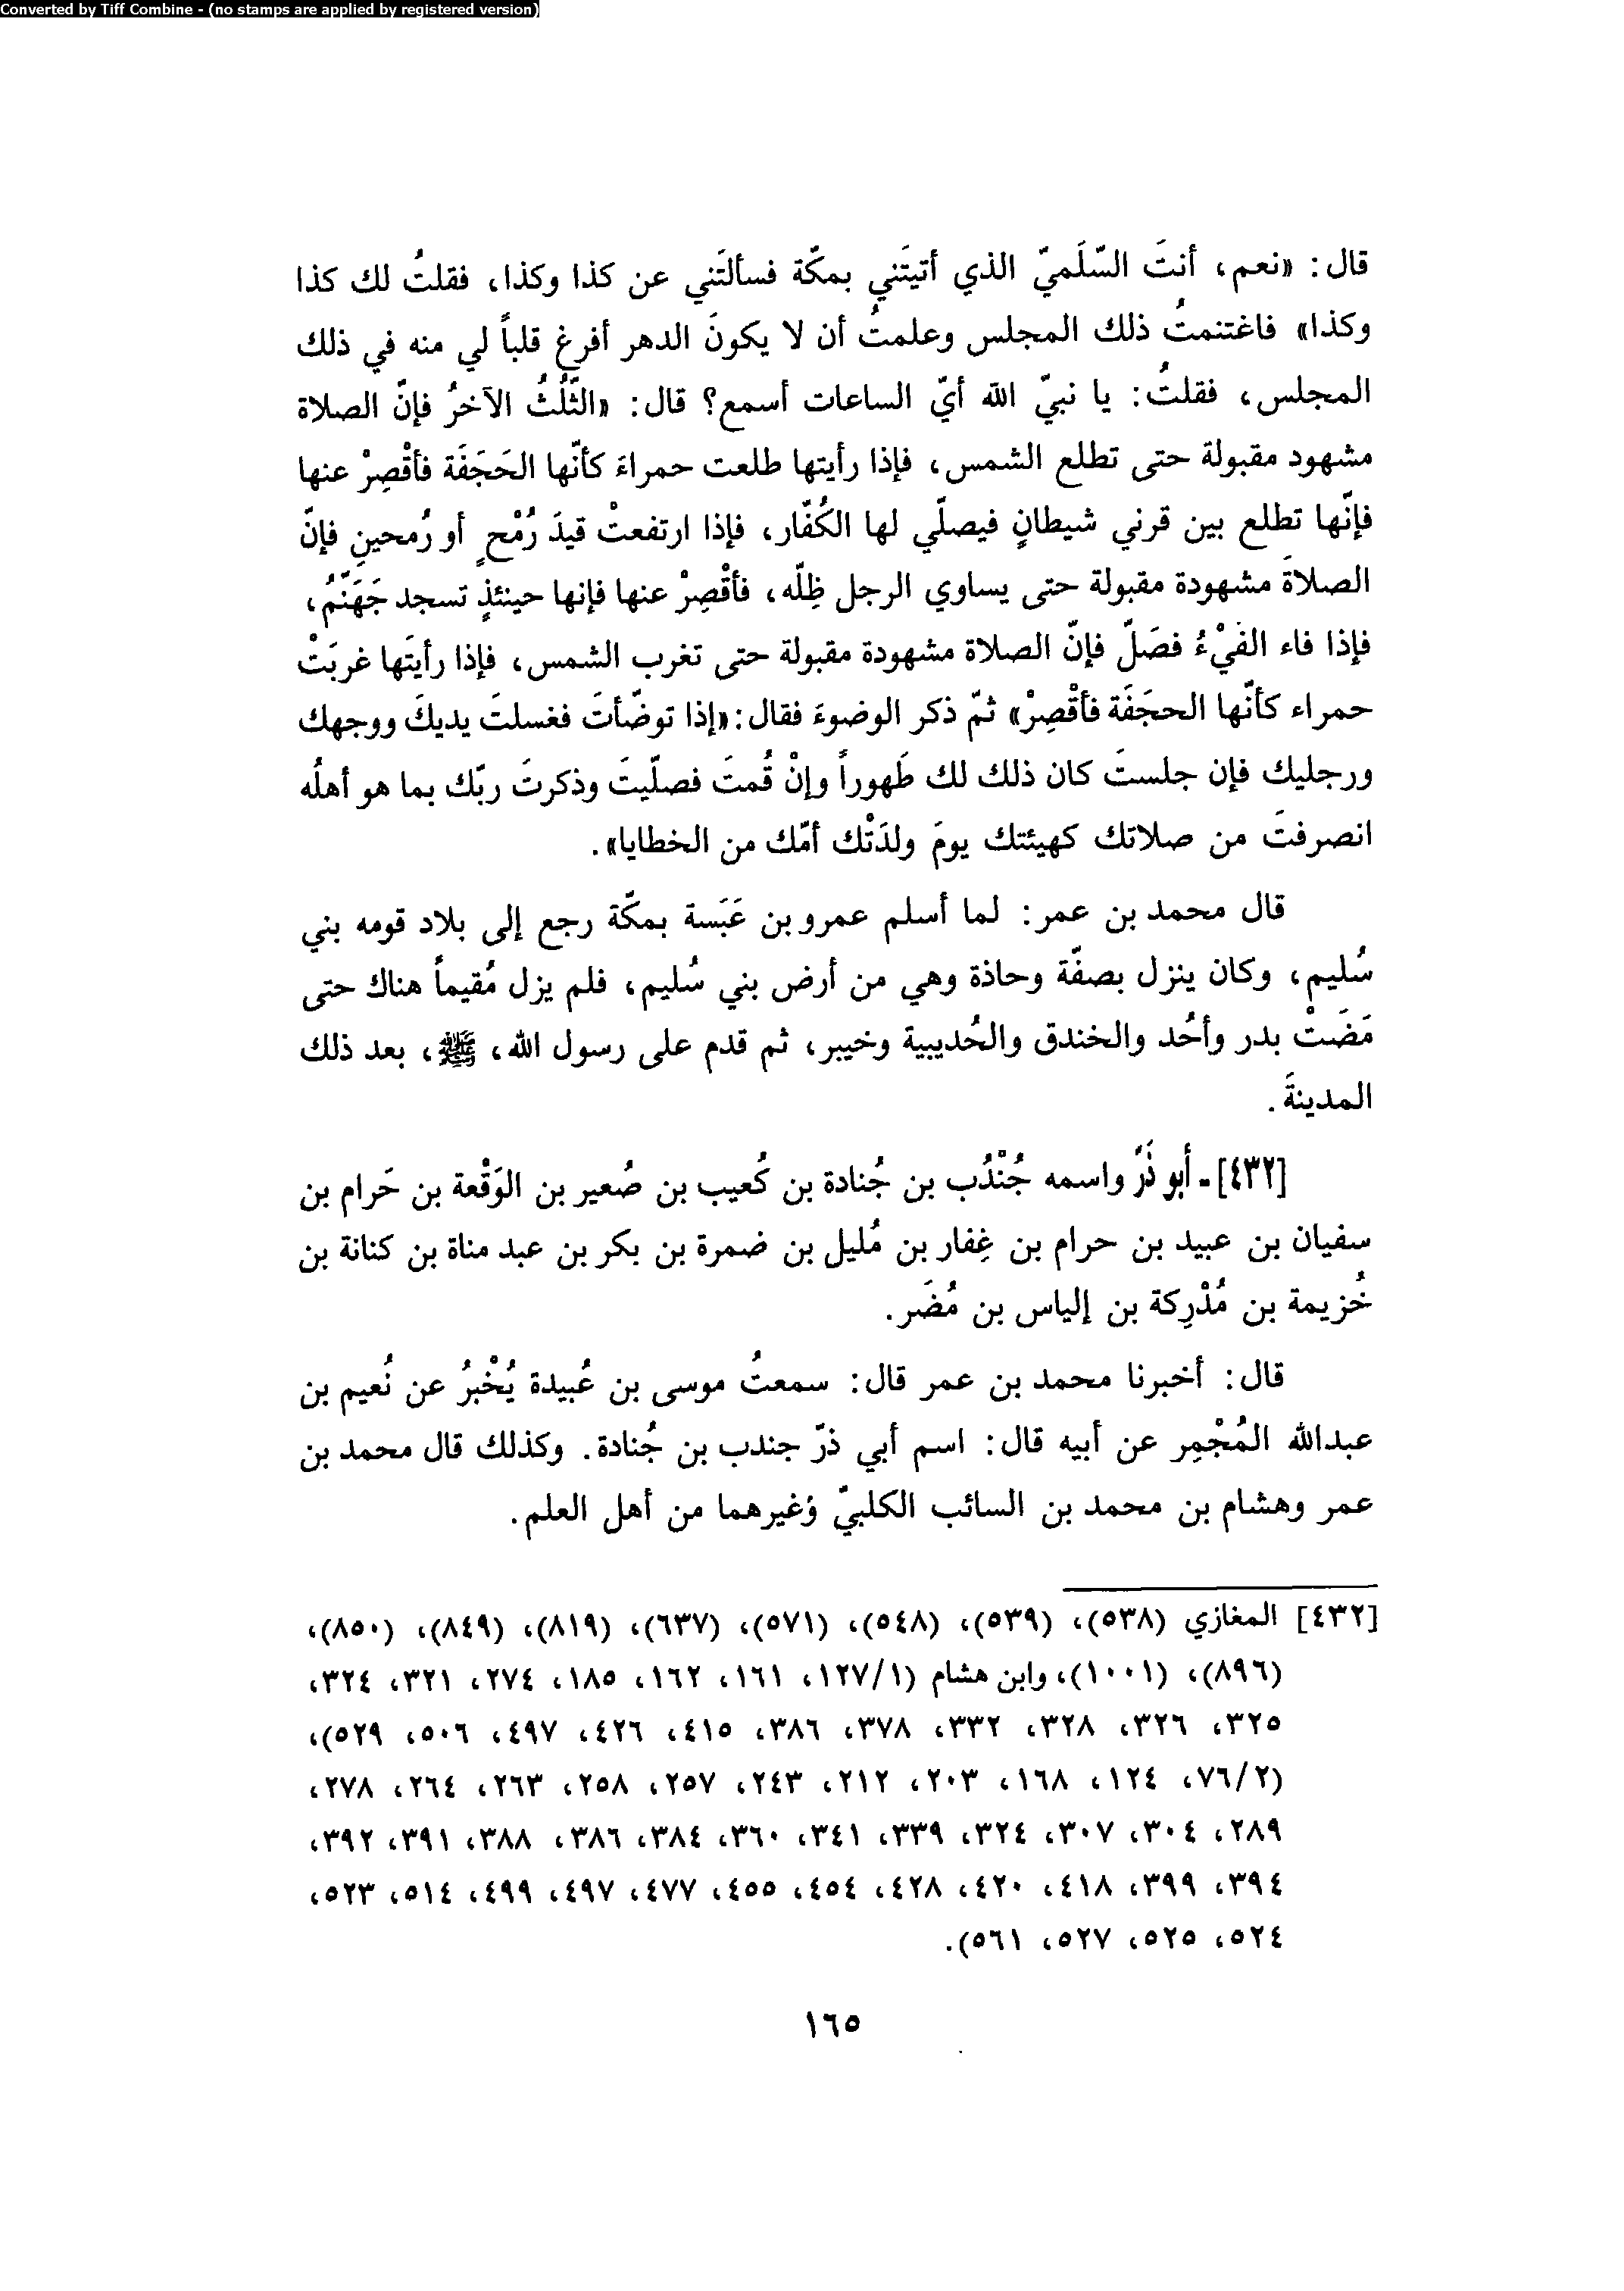 Converted by Tiff Combine - (no stamps are applied by registered version)
قال: «نعم، أنتَ السّلَميّ الذي أتيتَني بمكّة فسألتَني عن كذا وكذا، فقلتُ لك كذا
وكذا» فاغتنمتُ ذلك المجلس وعلمتُ أن لا يكونَ الدهر أفرغ قلباً لي منه في ذلك
المجلس، فقلتُ: يا نبيّ الله أيّ الساعات أسمع؟ قال: «الثّلُثُ الآخرُ فإنّ الصلاة
مشهود مقبولة حتى تطلع الشمس، فإذا رأيتها طلعت حمراءَ كأنّها الحَجَفَة فأقْصِرْ عنها
فإنّها تطلع بين قرني شيطانٍ فيصلّي لها الكُفّار، فإذا ارتفعتْ قيدَ رُمْحٍ أو رُمحينِ فإنّ
الصلاةَ مشهودة مقبولة حتى يساوي الرجل ظِلّه، فأقْصِرْ عنها فإنها حينئذٍ تسجد جَهَنّمُ،
فإذا فاء الفَيْءُ فصَلّ فإنّ الصلاة مشهودة مقبولة حتى تغرب الشمس، فإذا رأيتَها غربَتْ
حمراء كأنّها الحجَفَة فأقْصِرْ» ثمّ ذكر الوضوءَ فقال: «إذا توضّأتَ فغسلتَ يديكَ ووجهك
ورجليك فإن جلستَ كان ذلك لك طَهوراً وإنْ قُمتَ فصلّيتَ وذكرتَ ربّك بما هو أهلُه
انصرفتَ من صلاتك كهيئتك يومَ ولدَتْك أمّك من الخطايا».
قال محمد بن عمر: لما أسلم عمرو بن عَبَسة بمكّة رجع إلى بلاد قومه بني
سُليم، وكان ينزل بصفّة وحاذة وهي من أرض بني سُليم، فلم يزل مُقيماً هناك حتى
مَضَتْ بدر وأُحُد والخندق والحُديبية وخيبر، ثم قدم على رسول الله، ﷺ، بعد ذلك
المدينةَ.
[٤٣٢]- أبو ذَرّ واسمه جُنْدُب بن جُنادة بن كُعيب بن صُعير بن الوَقْعة بن حَرام بن
سفيان بن عبيد بن حرام بن غِفار بن مُليل بن ضمرة بن بكر بن عبد مناة بن كنانة بن
خُزيمة بن مُدْرِكة بن إلياس بن مُضَر.
قال: أخبرنا محمد بن عمر قال: سمعتُ موسى بن عُبيدة يُخْبرُ عن نُعيم بن
عبدالله المُجْمِر عن أبيه قال: اسم أبي ذرّ جندب بن جُنادة. وكذلك قال محمد بن
عمر وهشام بن محمد بن السائب الكلبيّ وَغيرهما من أهل العلم.
[٤٣٢] المغازي (٥٣٨)، (٥٣٩)، (٥٤٨)، (٥٧١)، (٦٣٧)، (٨١٩)، (٨٤٩)، (٨٥٠)،
(٨٩٦)، (١٠٠١)، وابن هشام (١٢٧/١، ١٦١، ١٦٢، ١٨٥، ٢٧٤، ٣٢١، ٣٢٤،
٣٢٥، ٣٢٦، ٣٢٨، ٣٣٢، ٣٧٨، ٣٨٦، ٤١٥، ٤٢٦، ٤٩٧، ٥٠٦، ٥٢٩)،
(٧٦/٢، ١٢٤، ١٦٨، ٢٠٣، ٢١٢، ٢٤٣، ٢٥٧، ٢٥٨، ٢٦٣، ٢٦٤، ٢٧٨،
٢٨٩، ٣٠٤، ٣٠٧، ٣٢٤، ٣٣٩، ٣٤١، ٣٦٠، ٣٨٤، ٣٨٦، ٣٨٨، ٣٩١، ٣٩٢،
٣٩٤، ٣٩٩، ٤١٨، ٤٢٠، ٤٢٨، ٤٥٤، ٤٥٥، ٤٧٧، ٤٩٧، ٤٩٩، ٥١٤، ٥٢٣،
٥٢٤، ٥٢٥، ٥٢٧، ٥٦١).
١٦٥